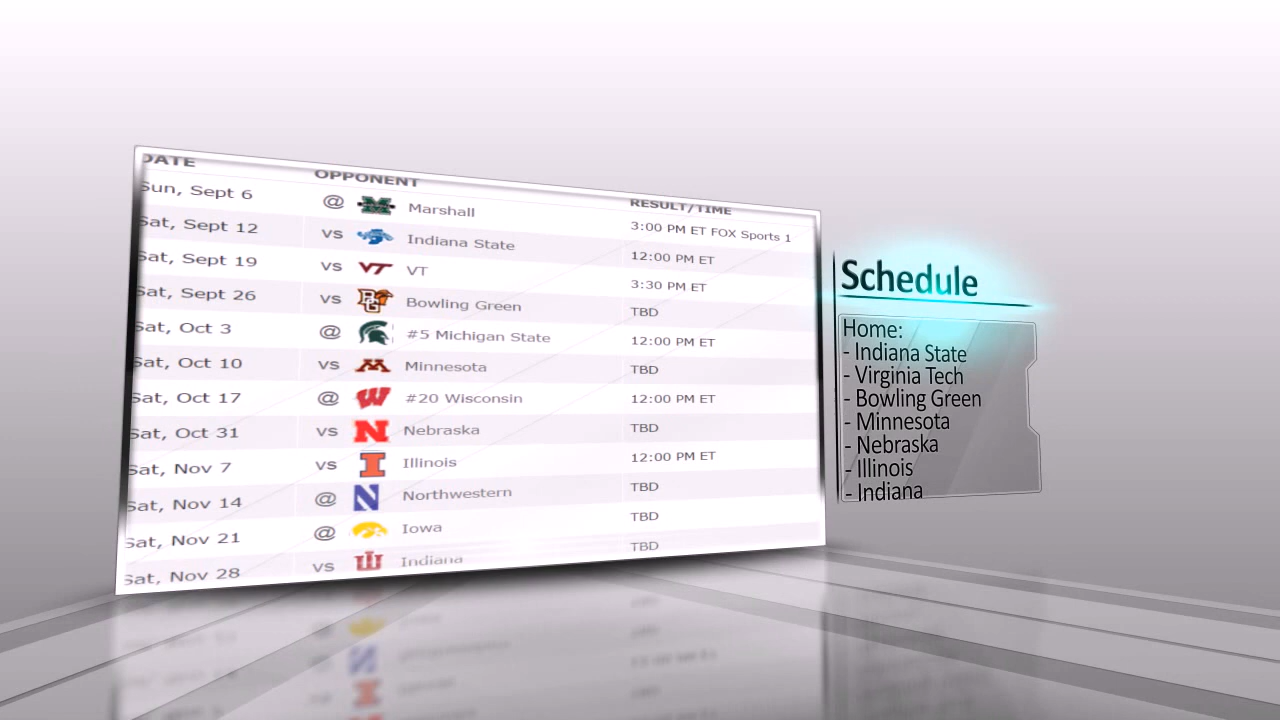 DATE OPPONENT RESULT/TIME
Sun, Sept 6 @ Marshall 3:00 PM ET FOX Sports 1
Sat, Sept 12 vs Indiana State 12:00 PM ET
Sat, Sept 19 vs VT VT 3:30 PM ET
Sat, Sept 26 vs BG Bowling Green TBD
Sat, Oct 3 @ #5 Michigan State 12:00 PM ET
Sat, Oct 10 vs M Minnesota TBD
Sat, Oct 17 @ W #20 Wisconsin 12:00 PM ET
Sat, Oct 31 vs N Nebraska TBD
Sat, Nov 7 vs I Illinois 12:00 PM ET
Sat, Nov 14 @ N Northwestern TBD
Sat, Nov 21 @ Iowa TBD
Sat, Nov 28 vs Indiana TBD
Schedule
Home:
- Indiana State
- Virginia Tech
- Bowling Green
- Minnesota
- Nebraska
- Illinois
- Indiana